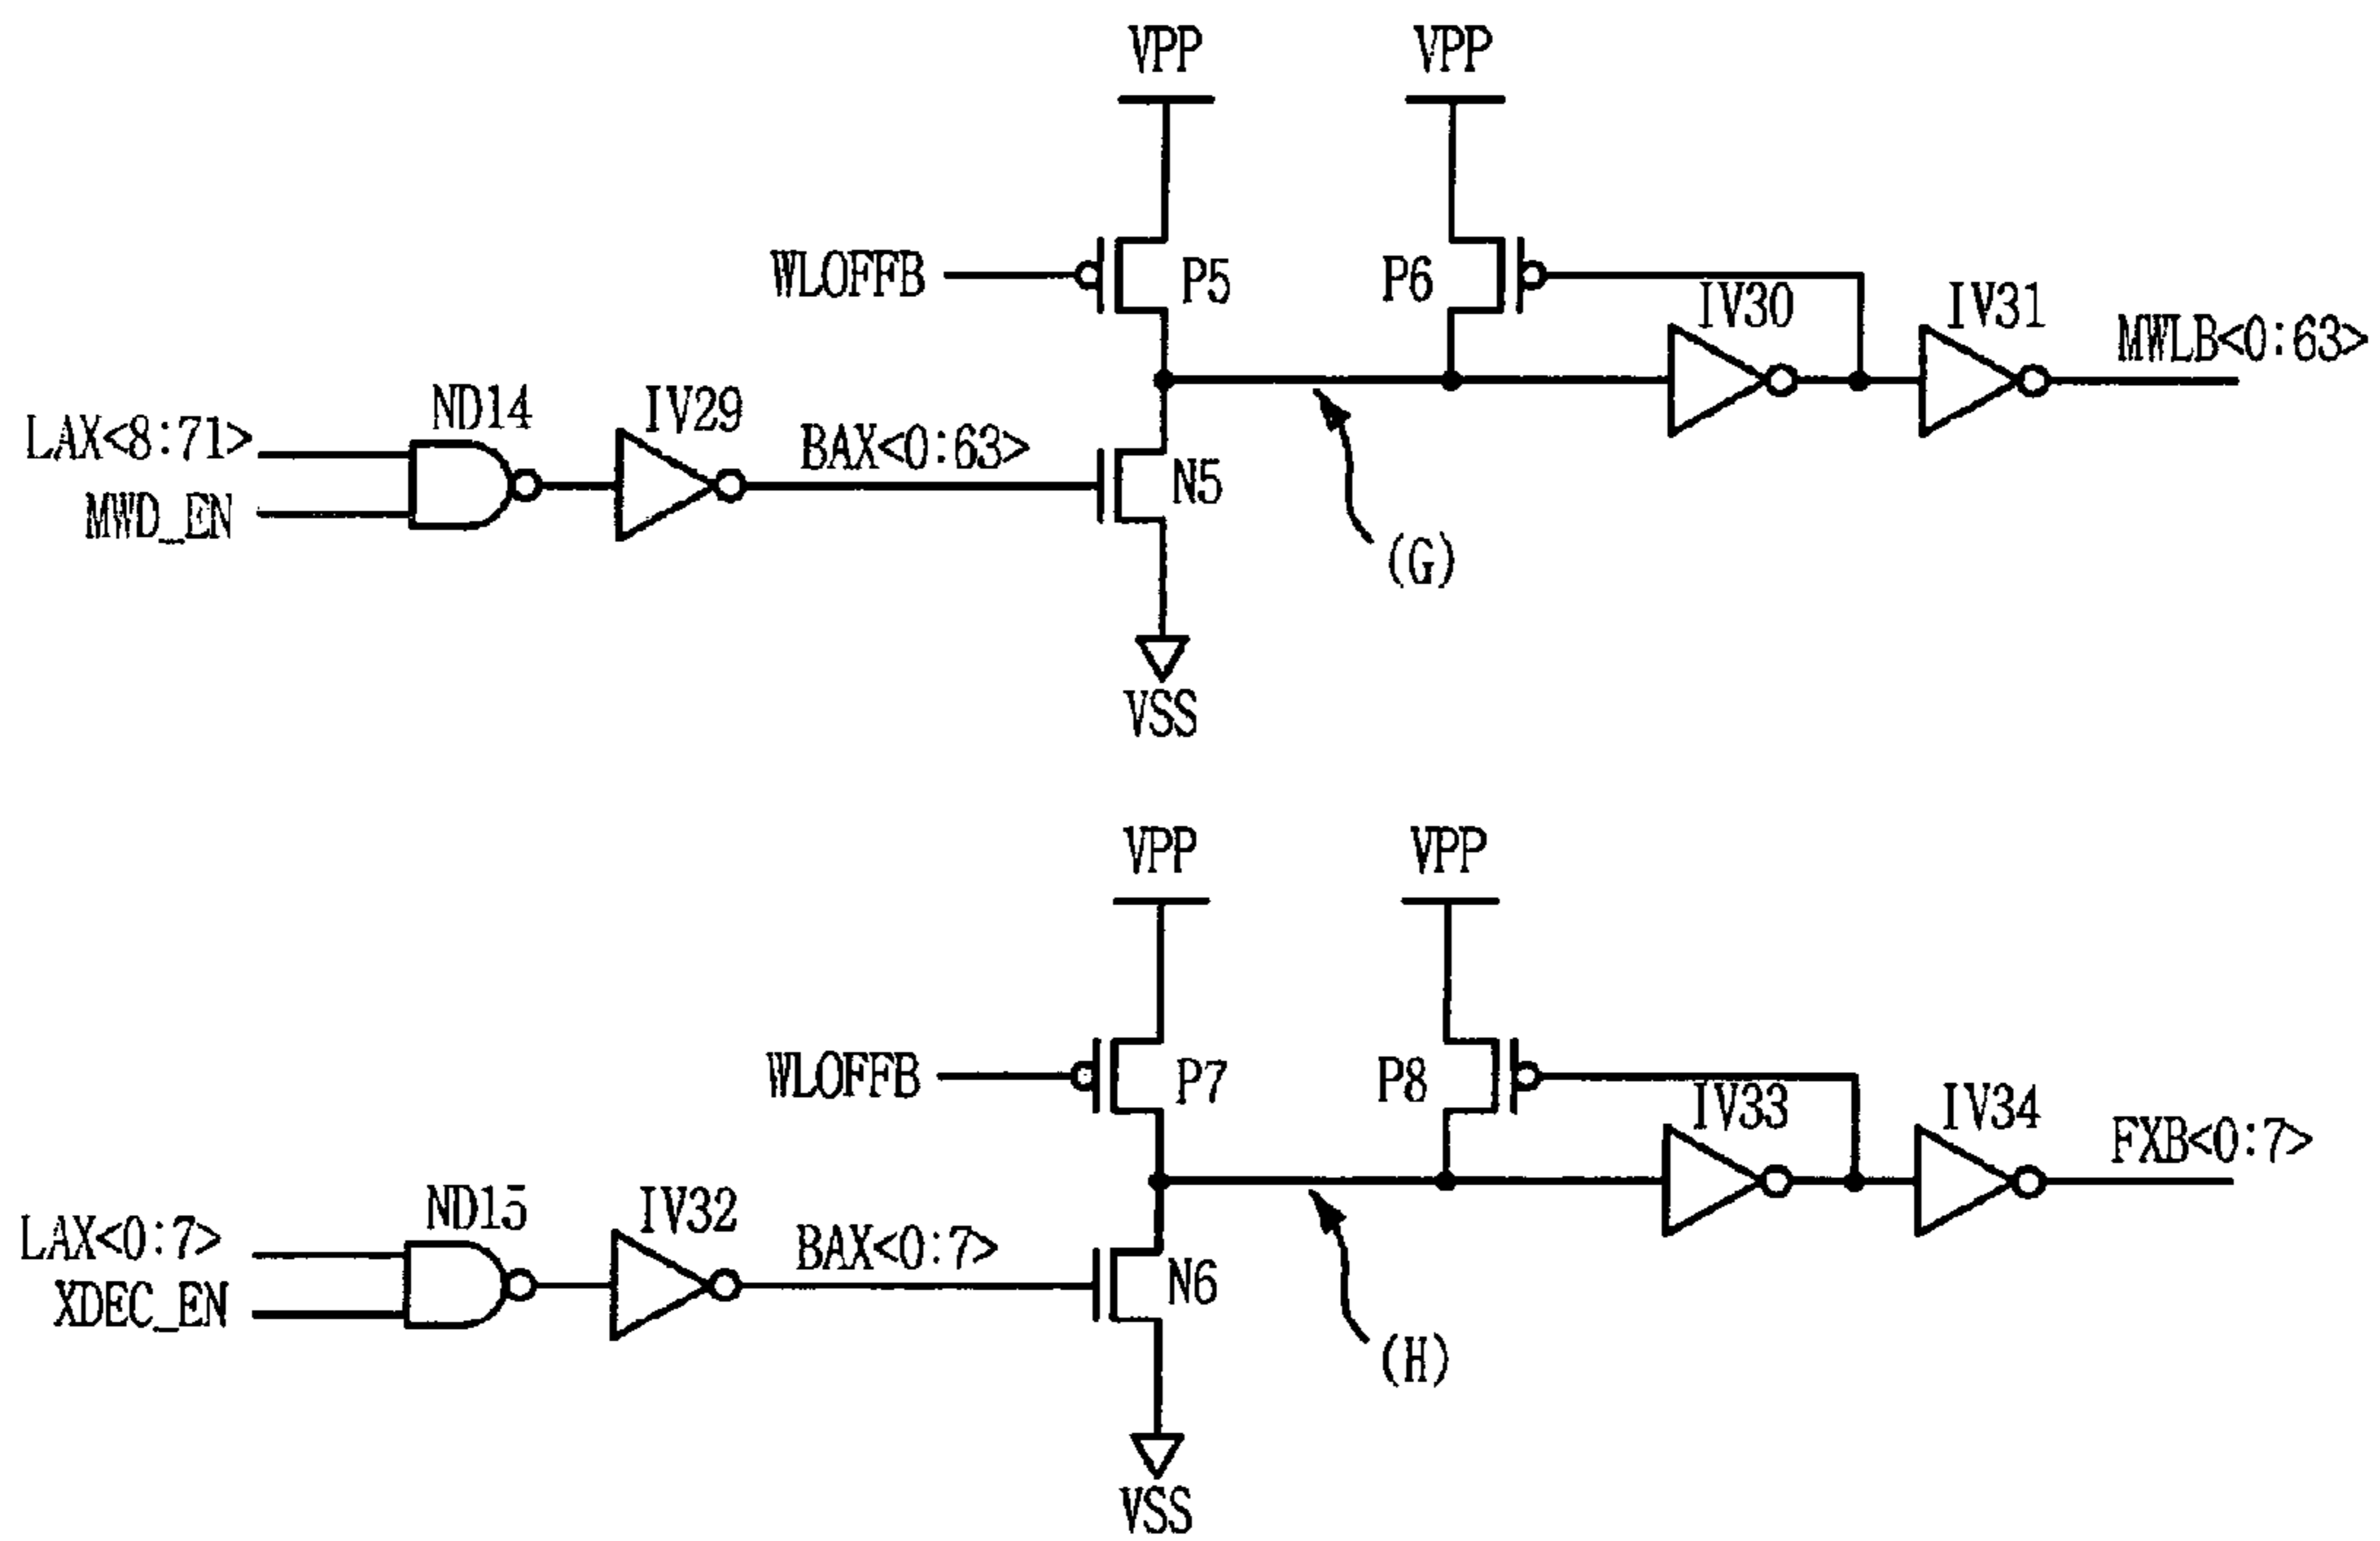 VPP
VPP
WLOFFB
P5
P6
IV30
IV31
MWLB<0:63>
ND14
IV29
LAX<8:71>
BAX<0:63>
N5
MWD_EN
(G)
VSS
VPP
VPP
WLOFFB
P7
P8
IV33
IV34
FXB<0:7>
ND15
IV32
LAX<0:7>
BAX<0:7>
N6
XDEC_EN
(H)
VSS